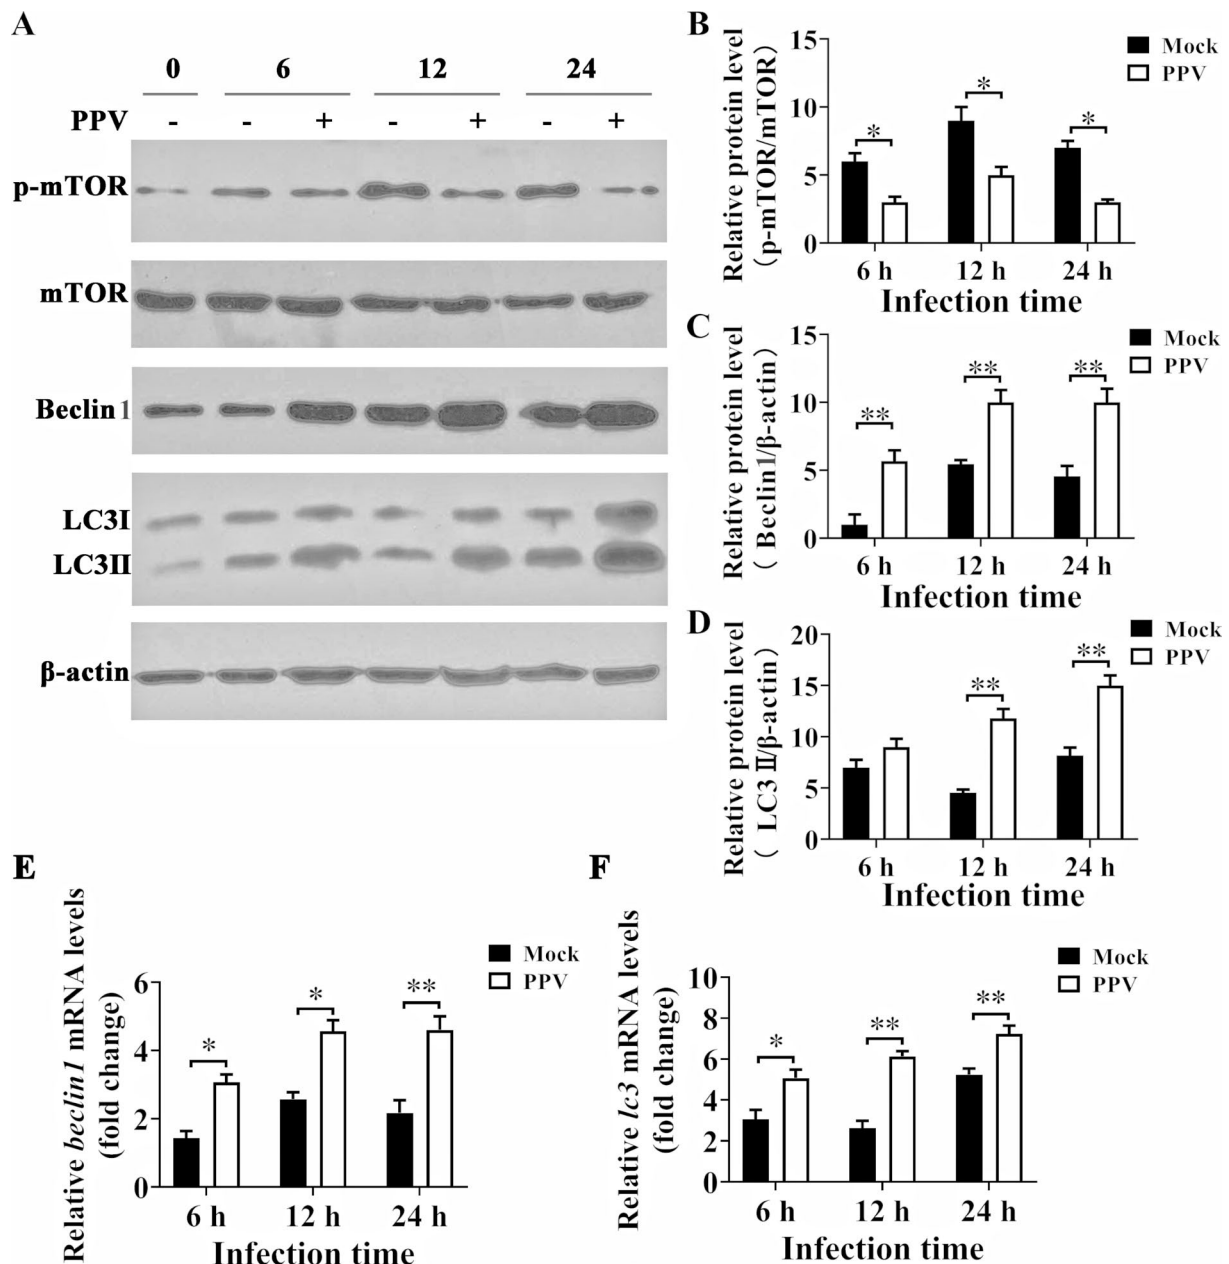 A
0 6 12 24
PPV - - + - + - +
p-mTOR
mTOR
Beclin1
LC3I
LC3II
β-actin
B
Relative protein level
(p-mTOR/mTOR)
15
10
5
0
* * *
Mock
PPV
6 h 12 h 24 h
Infection time
C
Relative protein level
( Beclin1/β-actin)
15
10
5
0
** ** **
Mock
PPV
6 h 12 h 24 h
Infection time
D
Relative protein level
( LC3 Ⅱ/β-actin)
20
15
10
5
0
** **
Mock
PPV
6 h 12 h 24 h
Infection time
E
Relative beclin1 mRNA levels
(fold change)
6
4
2
0
* * **
Mock
PPV
6 h 12 h 24 h
Infection time
F
Relative lc3 mRNA levels
(fold change)
10
8
6
4
2
0
* ** **
Mock
PPV
6 h 12 h 24 h
Infection time